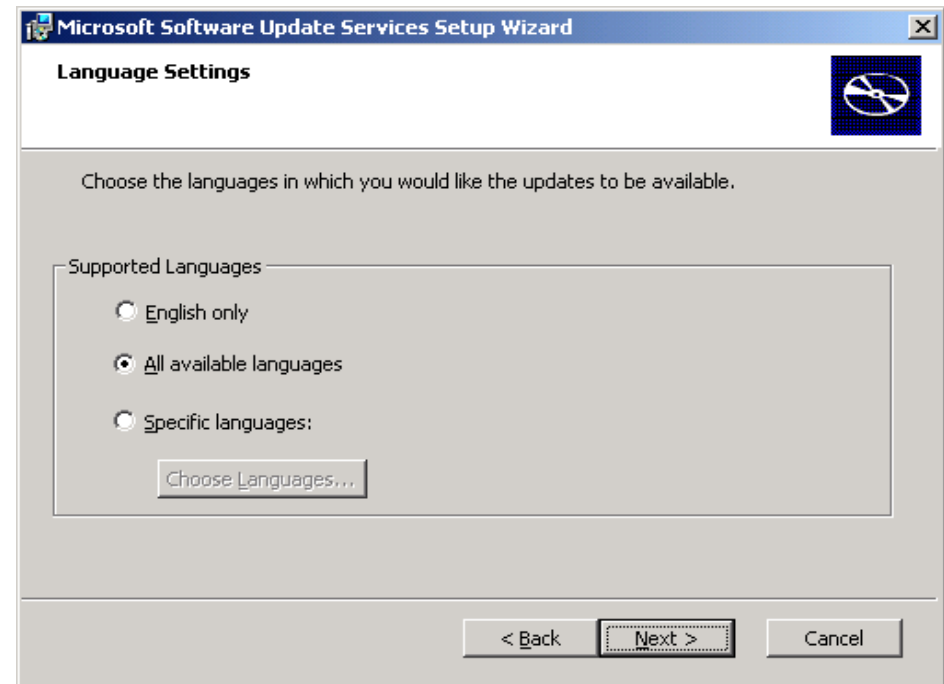 Microsoft Software Update Services Setup Wizard
Language Settings
Choose the languages in which you would like the updates to be available.
Supported Languages
English only
All available languages
Specific languages:
Choose Languages...
< Back Next > Cancel